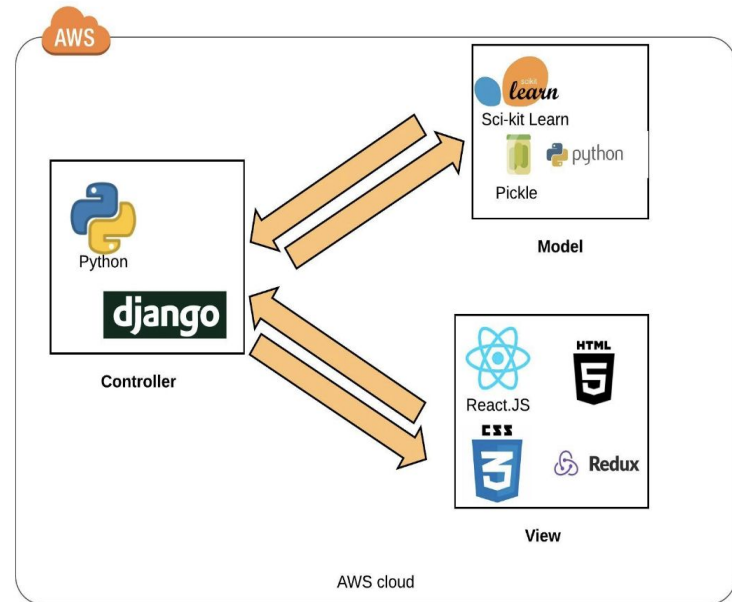 AWS
scikit
learn
Sci-kit Learn
python
Pickle
Model
Python
django
Controller
React.JS
HTML
5
CSS
3
Redux
View
AWS cloud